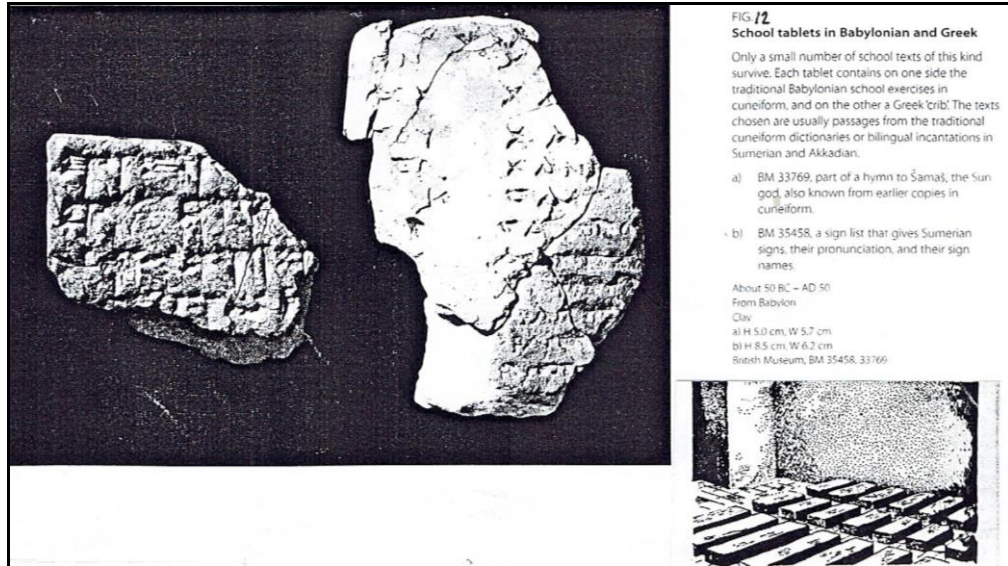 FIG. 12
School tablets in Babylonian and Greek
Only a small number of school texts of this kind
survive. Each tablet contains on one side the
traditional Babylonian school exercises in
cuneiform, and on the other a Greek 'crib'. The texts
chosen are usually passages from the traditional
cuneiform dictionaries or bilingual incantations in
Sumerian and Akkadian.
a) BM 33769, part of a hymn to Šamaš, the Sun
god, also known from earlier copies in
cuneiform.
b) BM 35458, a sign list that gives Sumerian
signs, their pronunciation, and their sign
names.
About 50 BC – AD 50
From Babylon
Clay
a) H 5.0 cm, W 5.7 cm
b) H 8.5 cm, W 6.2 cm
British Museum, BM 35458, 33769